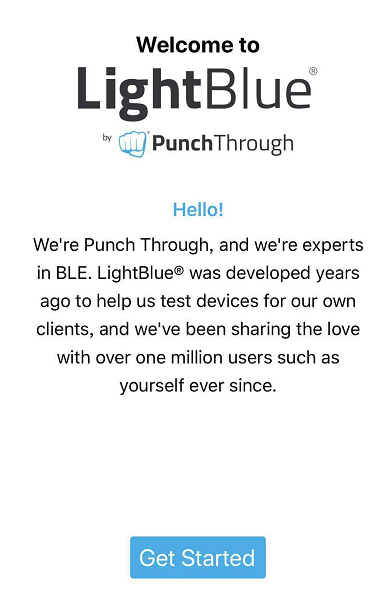 Welcome to
LightBlue®
by PunchThrough
Hello!
We're Punch Through, and we're experts
in BLE. LightBlue® was developed years
ago to help us test devices for our own
clients, and we've been sharing the love
with over one million users such as
yourself ever since.
Get Started